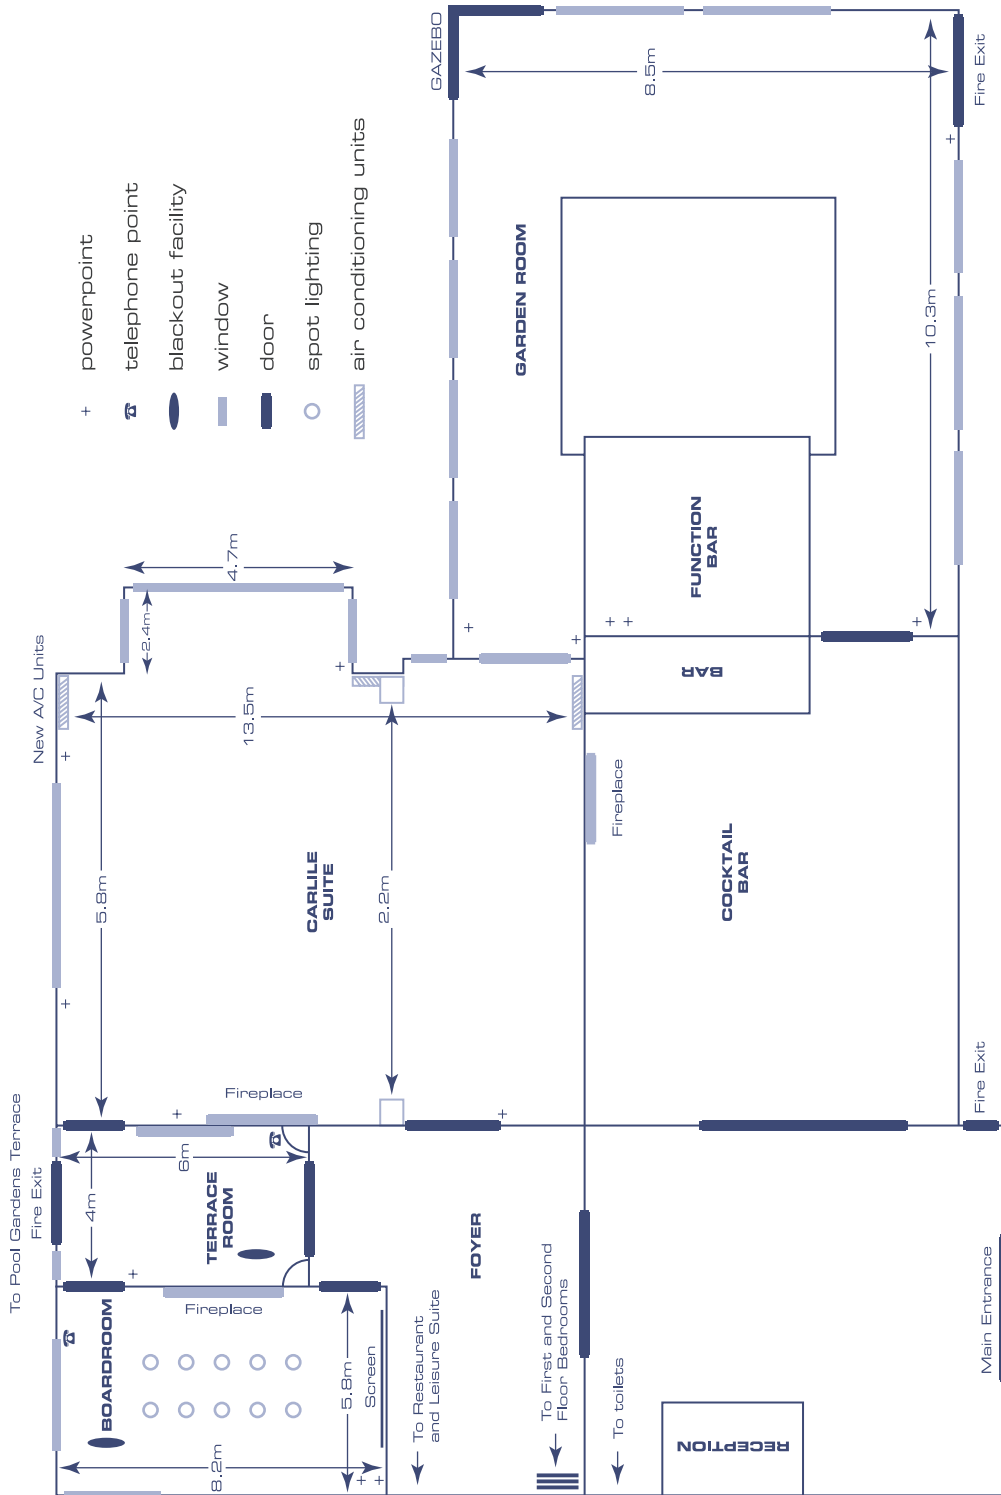 To Pool Gardens Terrace
Fire Exit
New A/C Units
powerpoint
telephone point
blackout facility
window
door
spot lighting
air conditioning units
GAZEBO
8.5m
Fire Exit
10.3m
GARDEN ROOM
FUNCTION
BAR
BAR
4.7m
2.4m
13.5m
5.8m
2.2m
CARLILE
SUITE
Fireplace
Fireplace
COCKTAIL
BAR
Fire Exit
6m
4m
TERRACE
ROOM
FOYER
BOARDROOM
Fireplace
5.8m
Screen
8.2m
To Restaurant
and Leisure Suite
To First and Second
Floor Bedrooms
To toilets
RECEPTION
Main Entrance